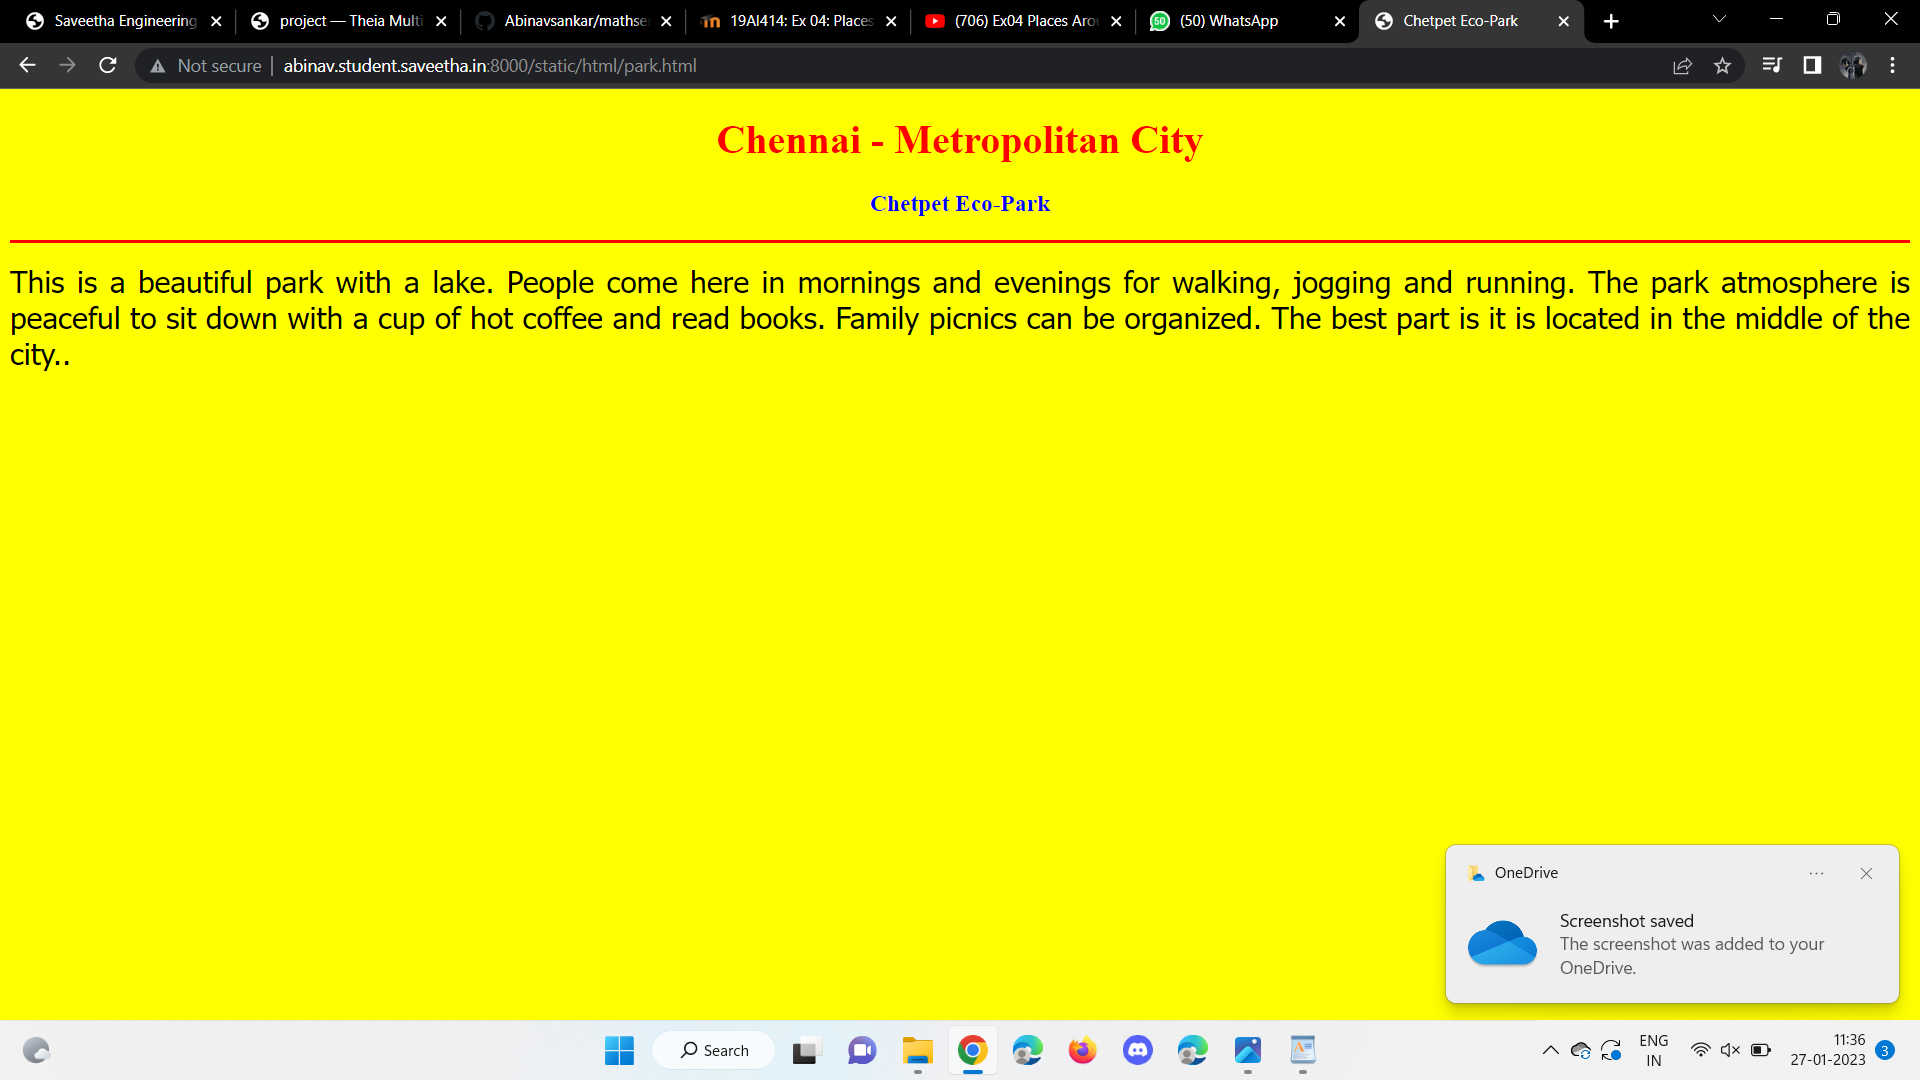 Saveetha Engineering
project — Theia Multi
Abinavsankar/mathse
19AI414: Ex 04: Places
(706) Ex04 Places Aro
50
(50) WhatsApp
Chetpet Eco-Park
Not secure
abinav.student.saveetha.in:8000/static/html/park.html
Chennai - Metropolitan City
Chetpet Eco-Park
This is a beautiful park with a lake. People come here in mornings and evenings for walking, jogging and running. The park atmosphere is
peaceful to sit down with a cup of hot coffee and read books. Family picnics can be organized. The best part is it is located in the middle of the
city..
OneDrive
Screenshot saved
The screenshot was added to your
OneDrive.
Search
ENG
IN
11:36
27-01-2023
3